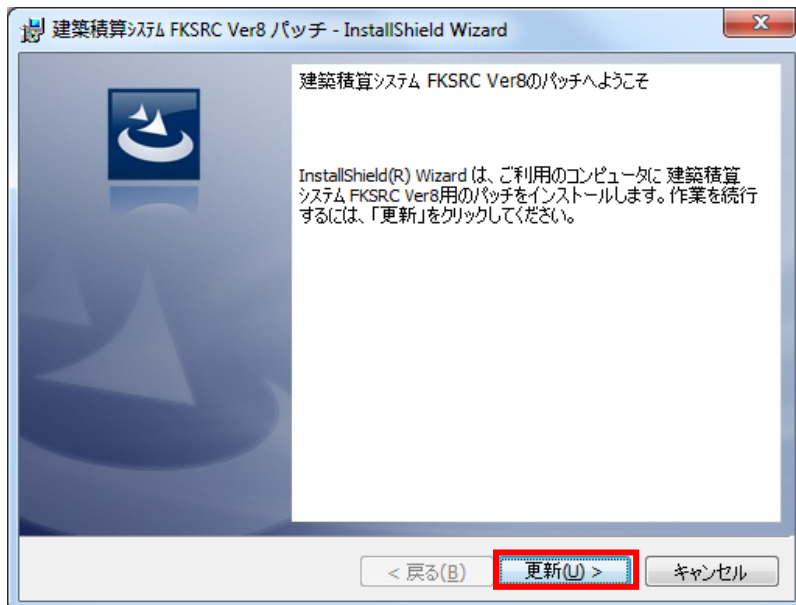 建築積算ｼｽﾃﾑ FKSRC Ver8 パッチ - InstallShield Wizard
建築積算システム FKSRC Ver8のパッチへようこそ
InstallShield(R) Wizard は、ご利用のコンピュータに 建築積算
システム FKSRC Ver8用のパッチをインストールします。作業を続行
するには、「更新」をクリックしてください。
< 戻る(B) 更新(U) > キャンセル